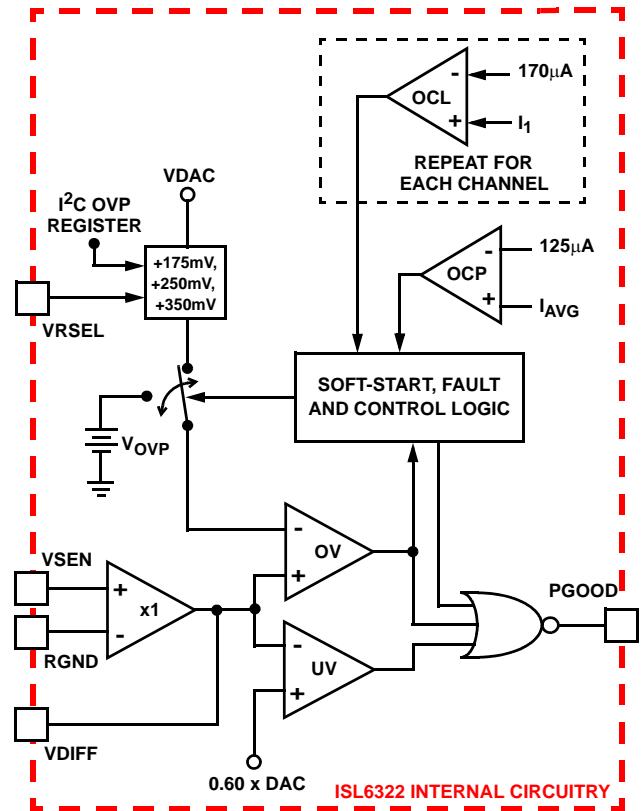 170μA
-
OCL
+
I1
REPEAT FOR
EACH CHANNEL
VDAC
I2C OVP
REGISTER
+175mV,
+250mV,
+350mV
VRSEL
125μA
-
OCP
+
IAVG
SOFT-START, FAULT
AND CONTROL LOGIC
VOVP
-
OV
+
VSEN
+
x1
-
RGND
PGOOD
-
UV
+
VDIFF
0.60 x DAC
ISL6322 INTERNAL CIRCUITRY